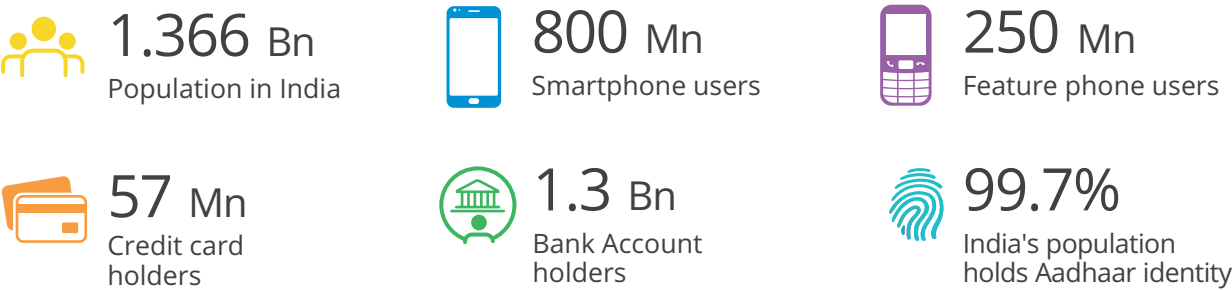 1.366 Bn
Population in India
800 Mn
Smartphone users
250 Mn
Feature phone users
57 Mn
Credit card
holders
1.3 Bn
Bank Account
holders
99.7%
India's population
holds Aadhaar identity